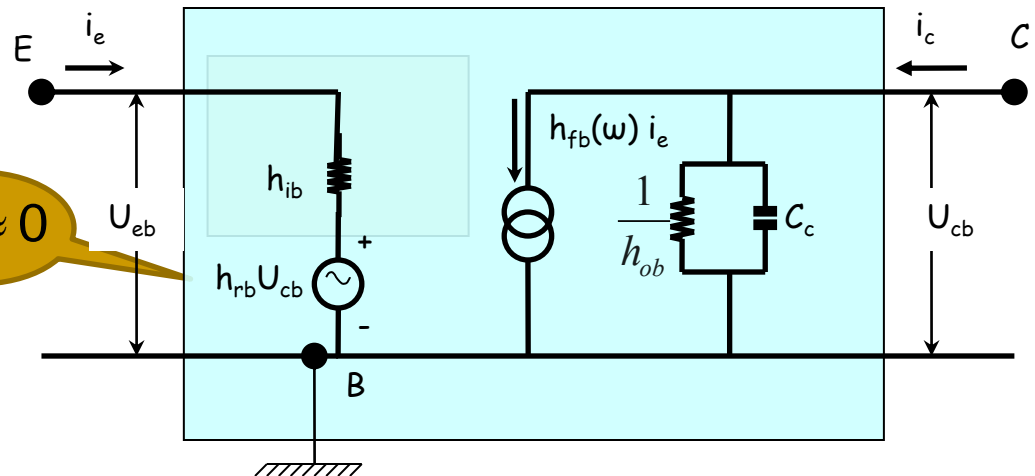 E
i_e
i_c
C
h_fb(ω) i_e
h_ib
1
h_ob
C_c
≈ 0
U_eb
U_cb
+
h_rb U_cb
-
B